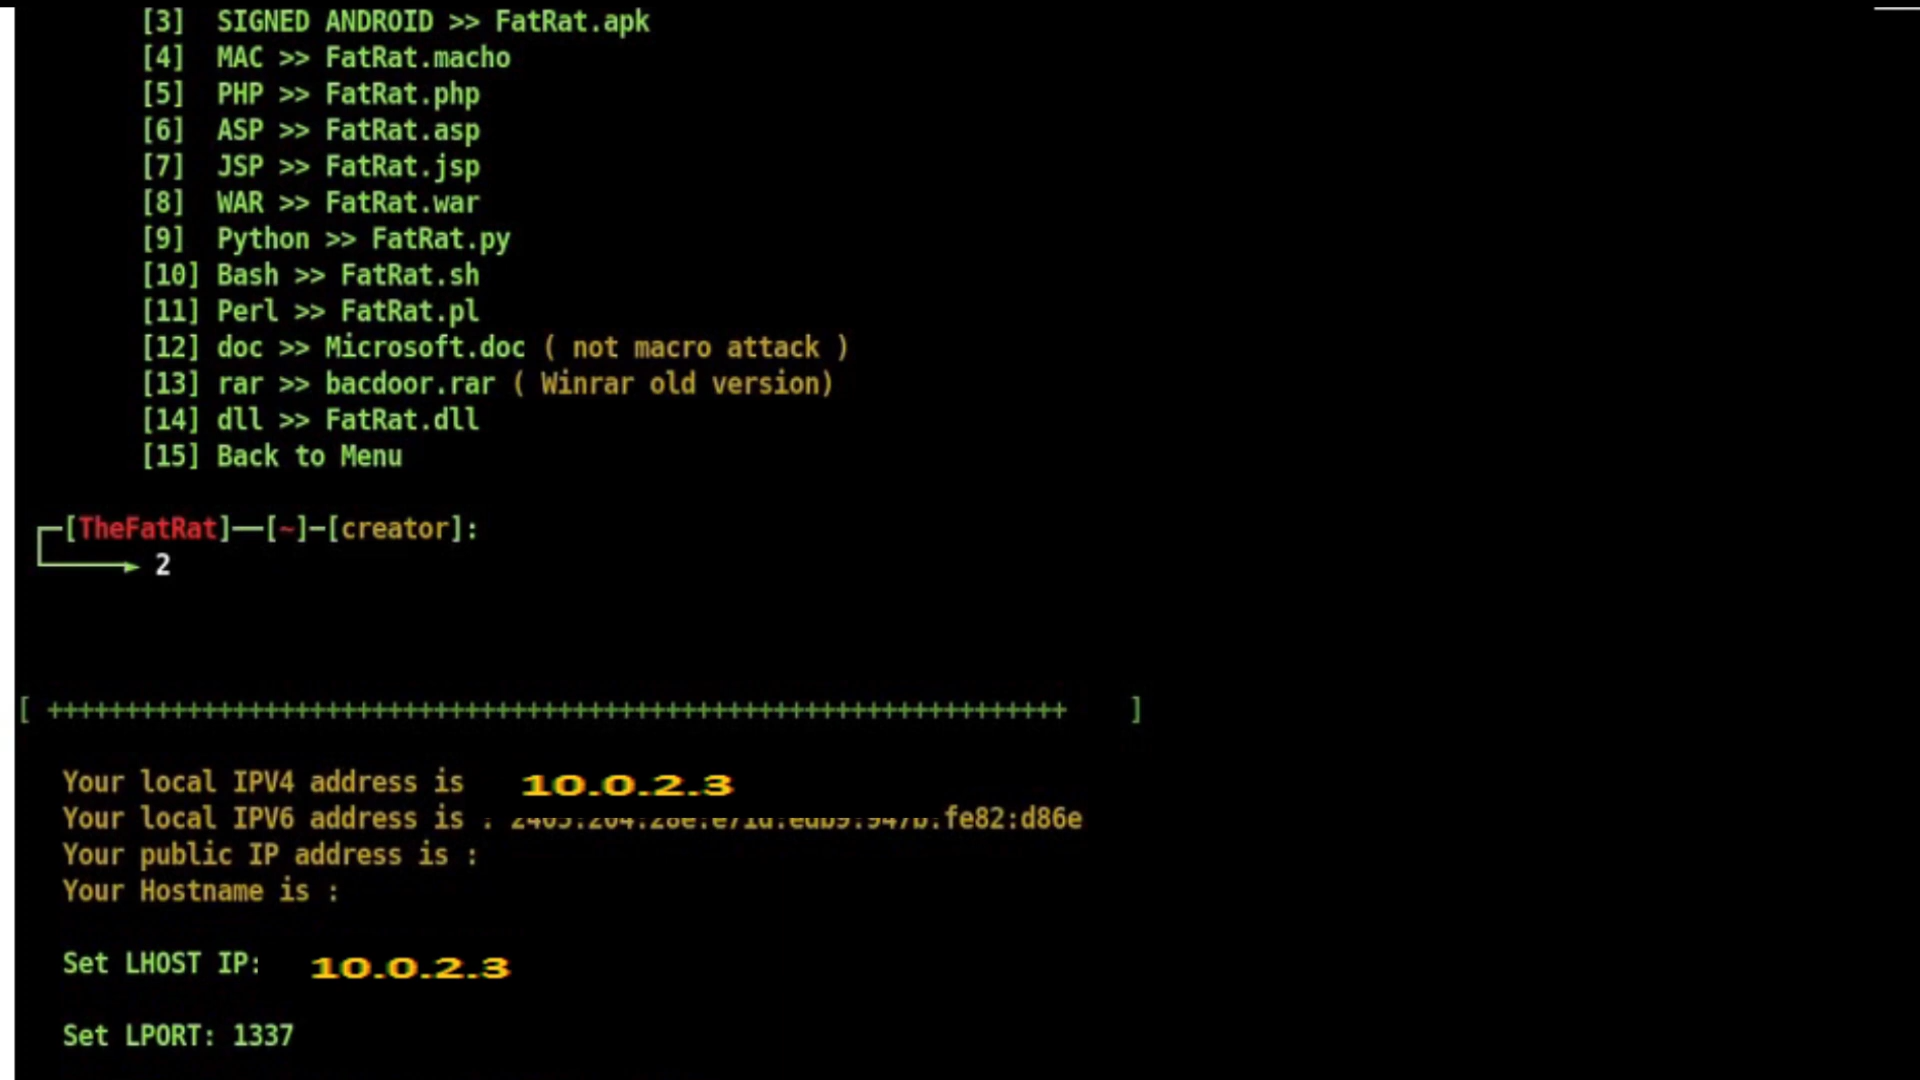 [3] SIGNED ANDROID >> FatRat.apk
[4] MAC >> FatRat.macho
[5] PHP >> FatRat.php
[6] ASP >> FatRat.asp
[7] JSP >> FatRat.jsp
[8] WAR >> FatRat.war
[9] Python >> FatRat.py
[10] Bash >> FatRat.sh
[11] Perl >> FatRat.pl
[12] doc >> Microsoft.doc ( not macro attack )
[13] rar >> bacdoor.rar ( Winrar old version)
[14] dll >> FatRat.dll
[15] Back to Menu
[TheFatRat]──[~]─[creator]:
2
[ ++++++++++++++++++++++++++++++++++++++++++++++++++++++++++++++++++ ]
Your local IPV4 address is 10.0.2.3
Your local IPV6 address is : fe82:d86e
Your public IP address is :
Your Hostname is :
Set LHOST IP: 10.0.2.3
Set LPORT: 1337